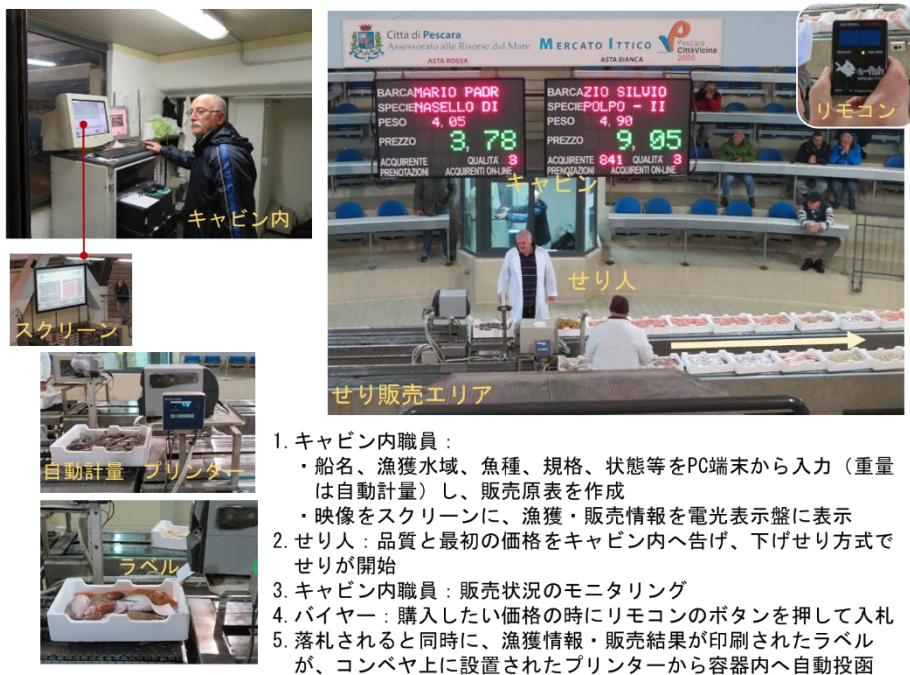 キャビン内
スクリーン
自動計量 プリンター
ラベル
Città di Pescara
Assessorato alle Risorse del Mare
MERCATO ITTICO
Pescara
CittàVicina
2005
ASTA ROSSA
ASTA BIANCA
BARCA MARIO PADR
SPECIE NASELLO DI
PESO 4,05
PREZZO 3,78
ACQUIRENTE QUALITÀ 3
PRENOTAZIONI ACQUIRENTI ON-LINE
BARCA ZIO SILVIO
SPECIE POLPO - II
PESO 4,90
PREZZO 9,05
ACQUIRENTE 841 QUALITÀ 3
PRENOTAZIONI ACQUIRENTI ON-LINE
リモコン
キャビン
せり人
せり販売エリア
1. キャビン内職員：
・船名、漁獲水域、魚種、規格、状態等をPC端末から入力（重量
は自動計量）し、販売原表を作成
・映像をスクリーンに、漁獲・販売情報を電光表示盤に表示
2. せり人：品質と最初の価格をキャビン内へ告げ、下げせり方式で
せりが開始
3. キャビン内職員：販売状況のモニタリング
4. バイヤー：購入したい価格の時にリモコンのボタンを押して入札
5. 落札されると同時に、漁獲情報・販売結果が印刷されたラベル
が、コンベヤ上に設置されたプリンターから容器内へ自動投函